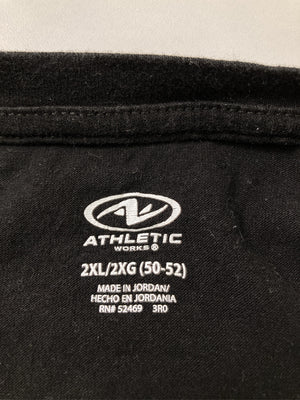 ATHLETIC
WORKS®
2XL/2XG (50-52)
MADE IN JORDAN/
HECHO EN JORDANIA
RN# 52469 3R0